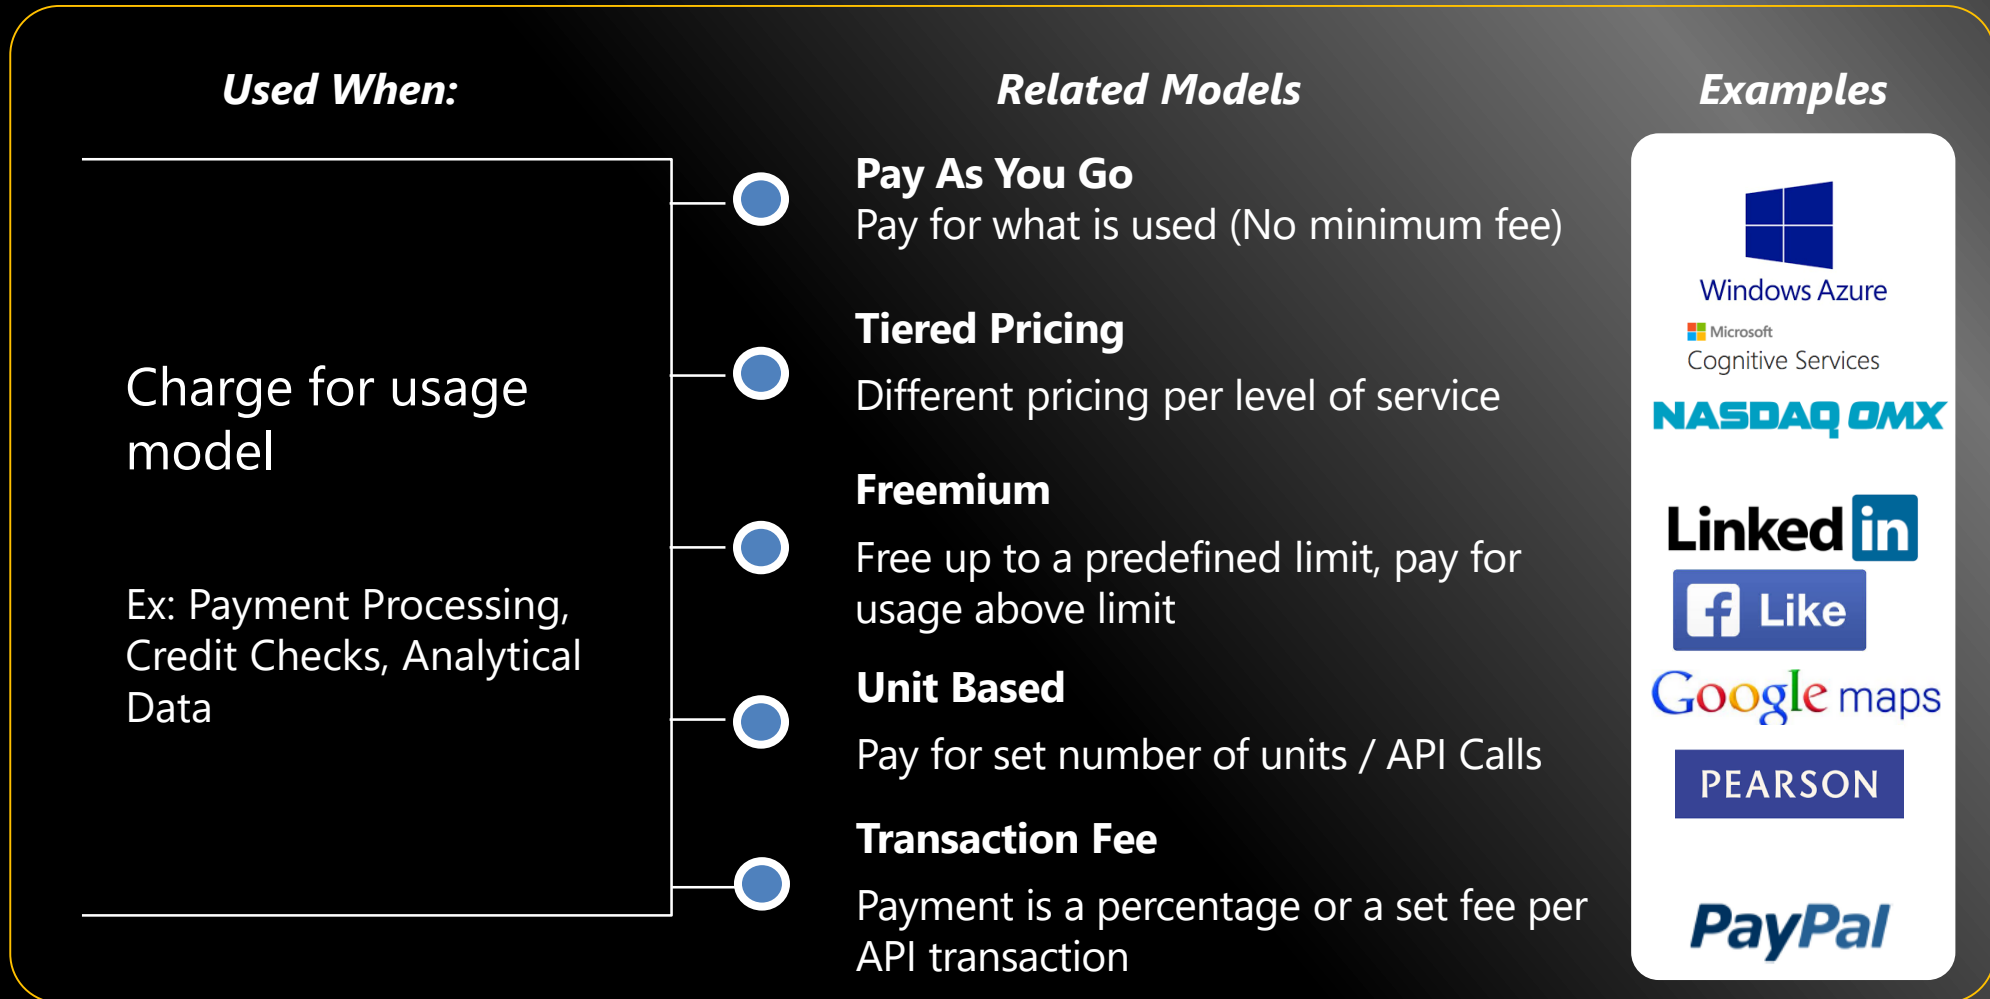 Used When:
Related Models
Examples
Charge for usage
model
Ex: Payment Processing,
Credit Checks, Analytical
Data
Pay As You Go
Pay for what is used (No minimum fee)
Tiered Pricing
Different pricing per level of service
Freemium
Free up to a predefined limit, pay for
usage above limit
Unit Based
Pay for set number of units / API Calls
Transaction Fee
Payment is a percentage or a set fee per
API transaction
Windows Azure
Microsoft
Cognitive Services
NASDAQ OMX
Linked in
f Like
Google maps
PEARSON
PayPal